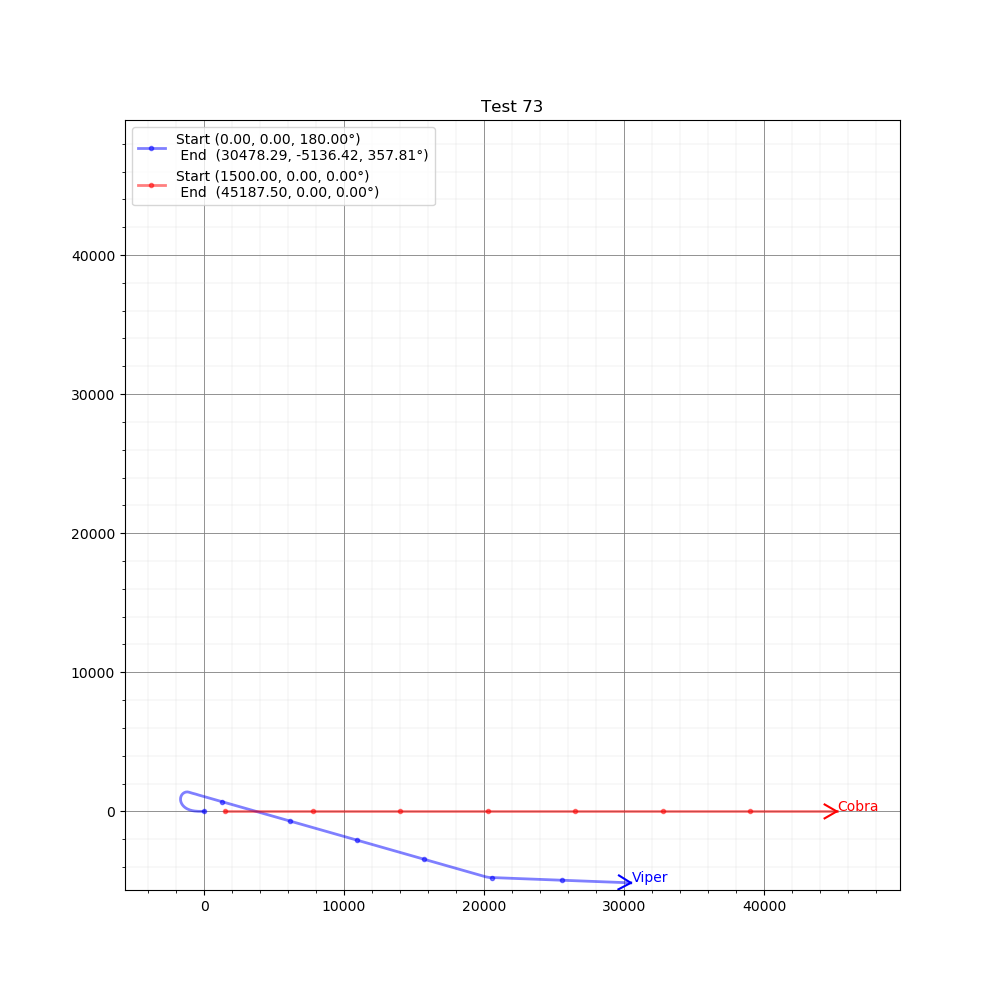 Test 73
Start (0.00, 0.00, 180.00°)
End (30478.29, -5136.42, 357.81°)
Start (1500.00, 0.00, 0.00°)
End (45187.50, 0.00, 0.00°)
40000
30000
20000
10000
0
Cobra
Viper
0 10000 20000 30000 40000